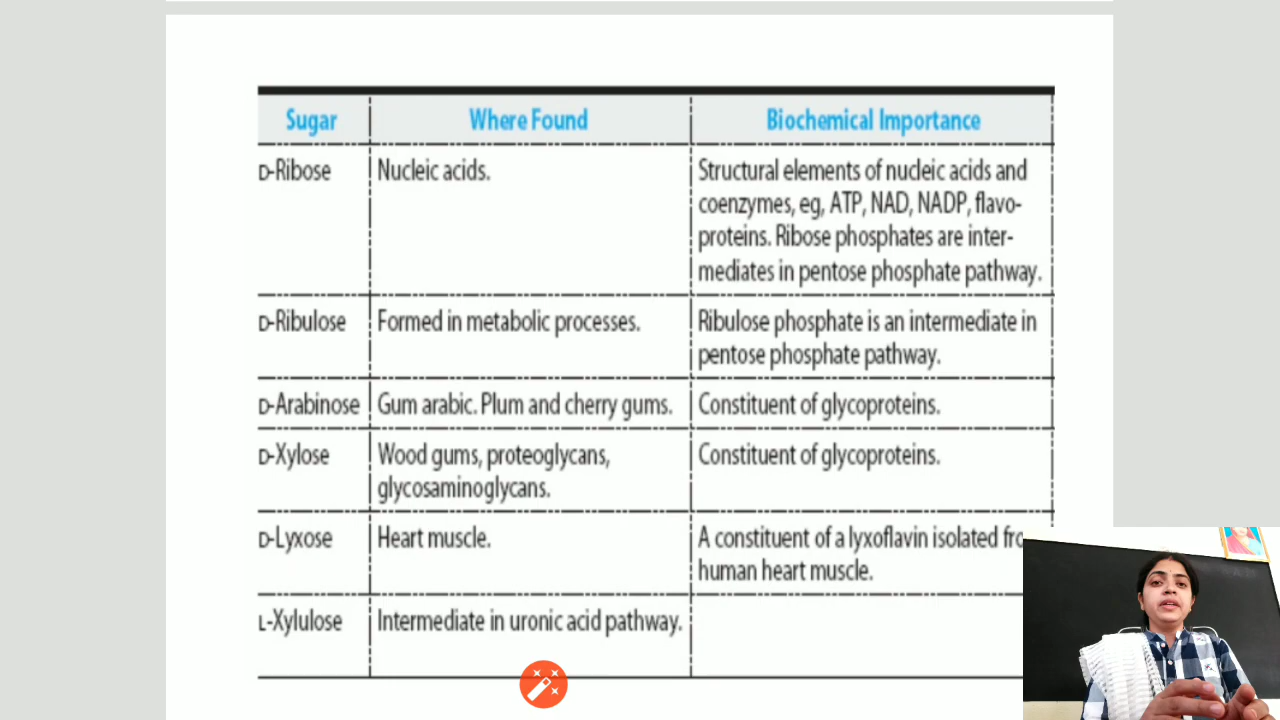 Sugar Where Found Biochemical Importance
D-Ribose Nucleic acids. Structural elements of nucleic acids and
coenzymes, eg, ATP, NAD, NADP, flavo-
proteins. Ribose phosphates are inter-
mediates in pentose phosphate pathway.
D-Ribulose Formed in metabolic processes. Ribulose phosphate is an intermediate in
pentose phosphate pathway.
D-Arabinose Gum arabic. Plum and cherry gums. Constituent of glycoproteins.
D-Xylose Wood gums, proteoglycans, Constituent of glycoproteins.
glycosaminoglycans.
D-Lyxose Heart muscle. A constituent of a lyxoflavin isolated
human heart muscle.
L-Xylulose Intermediate in uronic acid pathway.